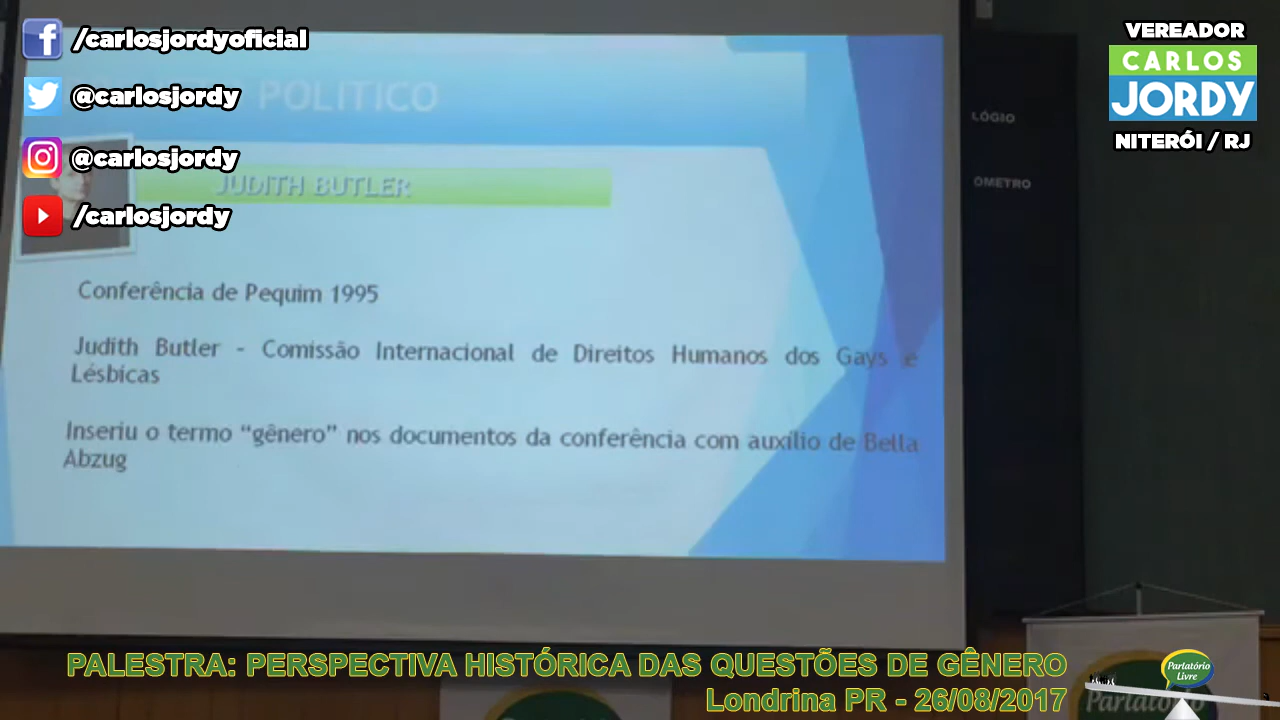 /carlosjordyoficial
@carlosjordy
@carlosjordy
/carlosjordy
VEREADOR
CARLOS
JORDY
NITERÓI / RJ
POLITICO
JUDITH BUTLER
Conferência de Pequim 1995
Judith Butler - Comissão Internacional de Direitos Humanos dos Gays e
Lésbicas
Inseriu o termo “gênero” nos documentos da conferência com auxílio de Bella
Abzug
LÓGIO
OMETRO
PALESTRA: PERSPECTIVA HISTÓRICA DAS QUESTÕES DE GÊNERO
Londrina PR - 26/08/2017
Parlatório
Livre
Parlatório